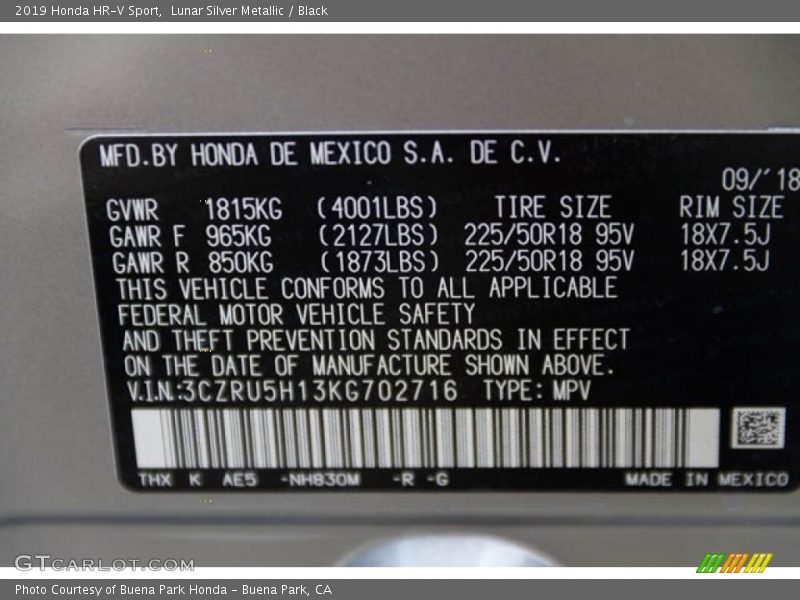 2019 Honda HR-V Sport,  Lunar Silver Metallic / Black
MFD.BY HONDA DE MEXICO S.A. DE C.V.
09/'18
GVWR 1815KG (4001LBS) TIRE SIZE RIM SIZE
GAWR F 965KG (2127LBS) 225/50R18 95V 18X7.5J
GAWR R 850KG (1873LBS) 225/50R18 95V 18X7.5J
THIS VEHICLE CONFORMS TO ALL APPLICABLE
FEDERAL MOTOR VEHICLE SAFETY
AND THEFT PREVENTION STANDARDS IN EFFECT
ON THE DATE OF MANUFACTURE SHOWN ABOVE.
V.I.N.:3CZRU5H13KG702716 TYPE: MPV
THX K AE5 -NH830M -R -G MADE IN MEXICO
GTcarlot.com
Photo Courtesy of Buena Park Honda - Buena Park, CA